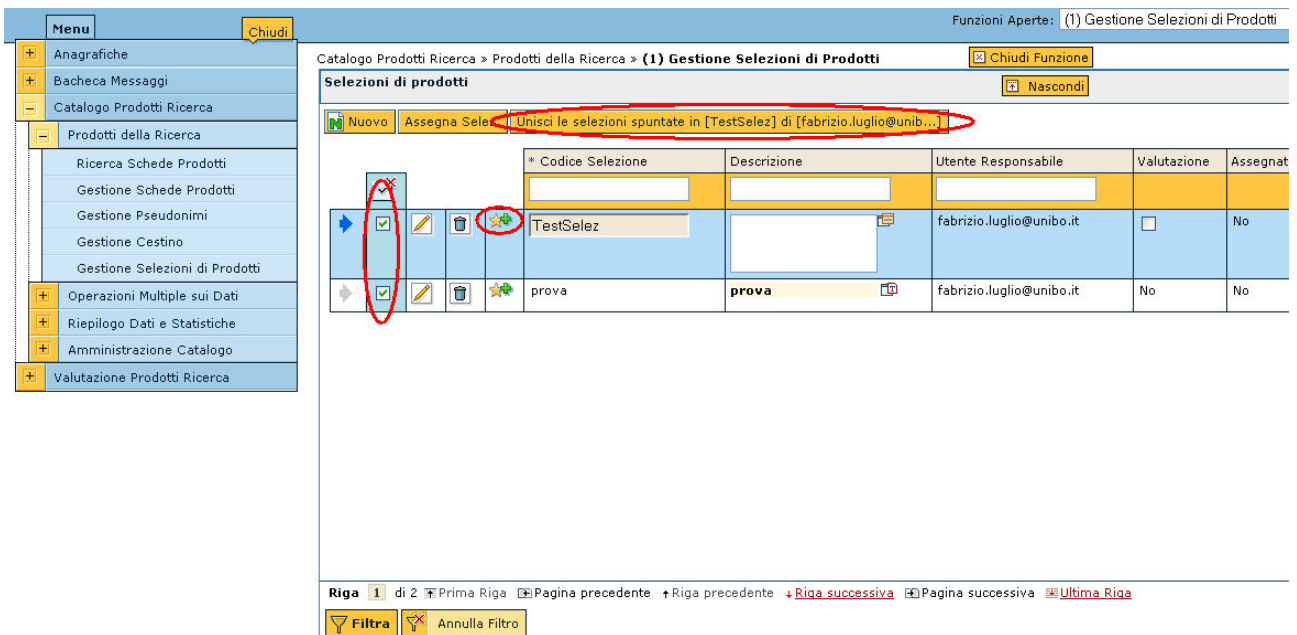 Funzioni Aperte: (1) Gestione Selezioni di Prodotti
Menu Chiudi
Anagrafiche
Bacheca Messaggi
Catalogo Prodotti Ricerca
Prodotti della Ricerca
Ricerca Schede Prodotti
Gestione Schede Prodotti
Gestione Pseudonimi
Gestione Cestino
Gestione Selezioni di Prodotti
Operazioni Multiple sui Dati
Riepilogo Dati e Statistiche
Amministrazione Catalogo
Valutazione Prodotti Ricerca
Catalogo Prodotti Ricerca » Prodotti della Ricerca » (1) Gestione Selezioni di Prodotti Chiudi Funzione
Selezioni di prodotti Nascondi
Nuovo Assegna Sele Unisci le selezioni spuntate in [TestSelez] di [fabrizio.luglio@unib...]
* Codice Selezione Descrizione Utente Responsabile Valutazione Assegnat
TestSelez fabrizio.luglio@unibo.it No
prova prova fabrizio.luglio@unibo.it No No
Riga 1 di 2 Prima Riga Pagina precedente Riga precedente Riga successiva Pagina successiva Ultima Riga
Filtra Annulla Filtro